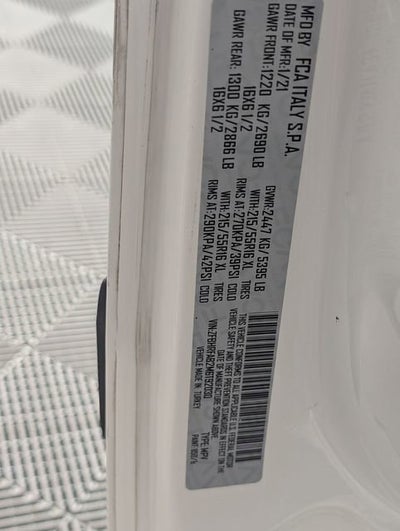 MFD BY FCA ITALY S.P.A.
DATE OF MFR:1/21 GVWR:2447 KG/5395 LB
GAWR FRONT:1220 KG/2690 LB WITH:215/55R16 XL TIRES
16X6 1/2 RIMS AT:270KPA/39PSI COLD
GAWR REAR: 1300 KG/2866 LB WITH:215/55R16 XL TIRES
16X6 1/2 RIMS AT:290KPA/42PSI COLD
THIS VEHICLE CONFORMS TO ALL APPLICABLE U.S. FEDERAL MOTOR
VEHICLE SAFETY AND THEFT PREVENTION STANDARDS IN EFFECT ON THE
DATE OF MANUFACTURE SHOWN ABOVE.
TYPE: MPV
VEHICLE MADE IN: TURKEY